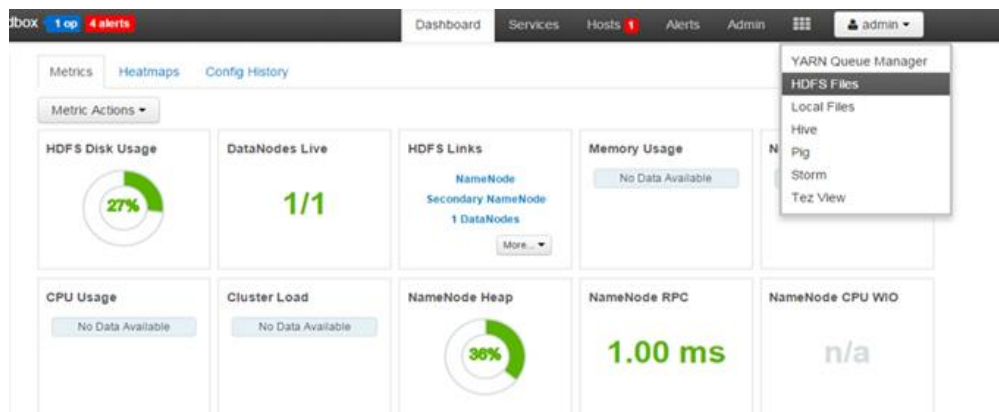 dbox 1 op 4 alerts Dashboard Services Hosts 1 Alerts Admin admin
Metrics Heatmaps Config History
Metric Actions
YARN Queue Manager
HDFS Files
Local Files
Hive
Pig
Storm
Tez View
HDFS Disk Usage
27%
DataNodes Live
1/1
HDFS Links
NameNode
Secondary NameNode
1 DataNodes
More...
Memory Usage
No Data Available
N
CPU Usage
No Data Available
Cluster Load
No Data Available
NameNode Heap
36%
NameNode RPC
1.00 ms
NameNode CPU WIO
n/a